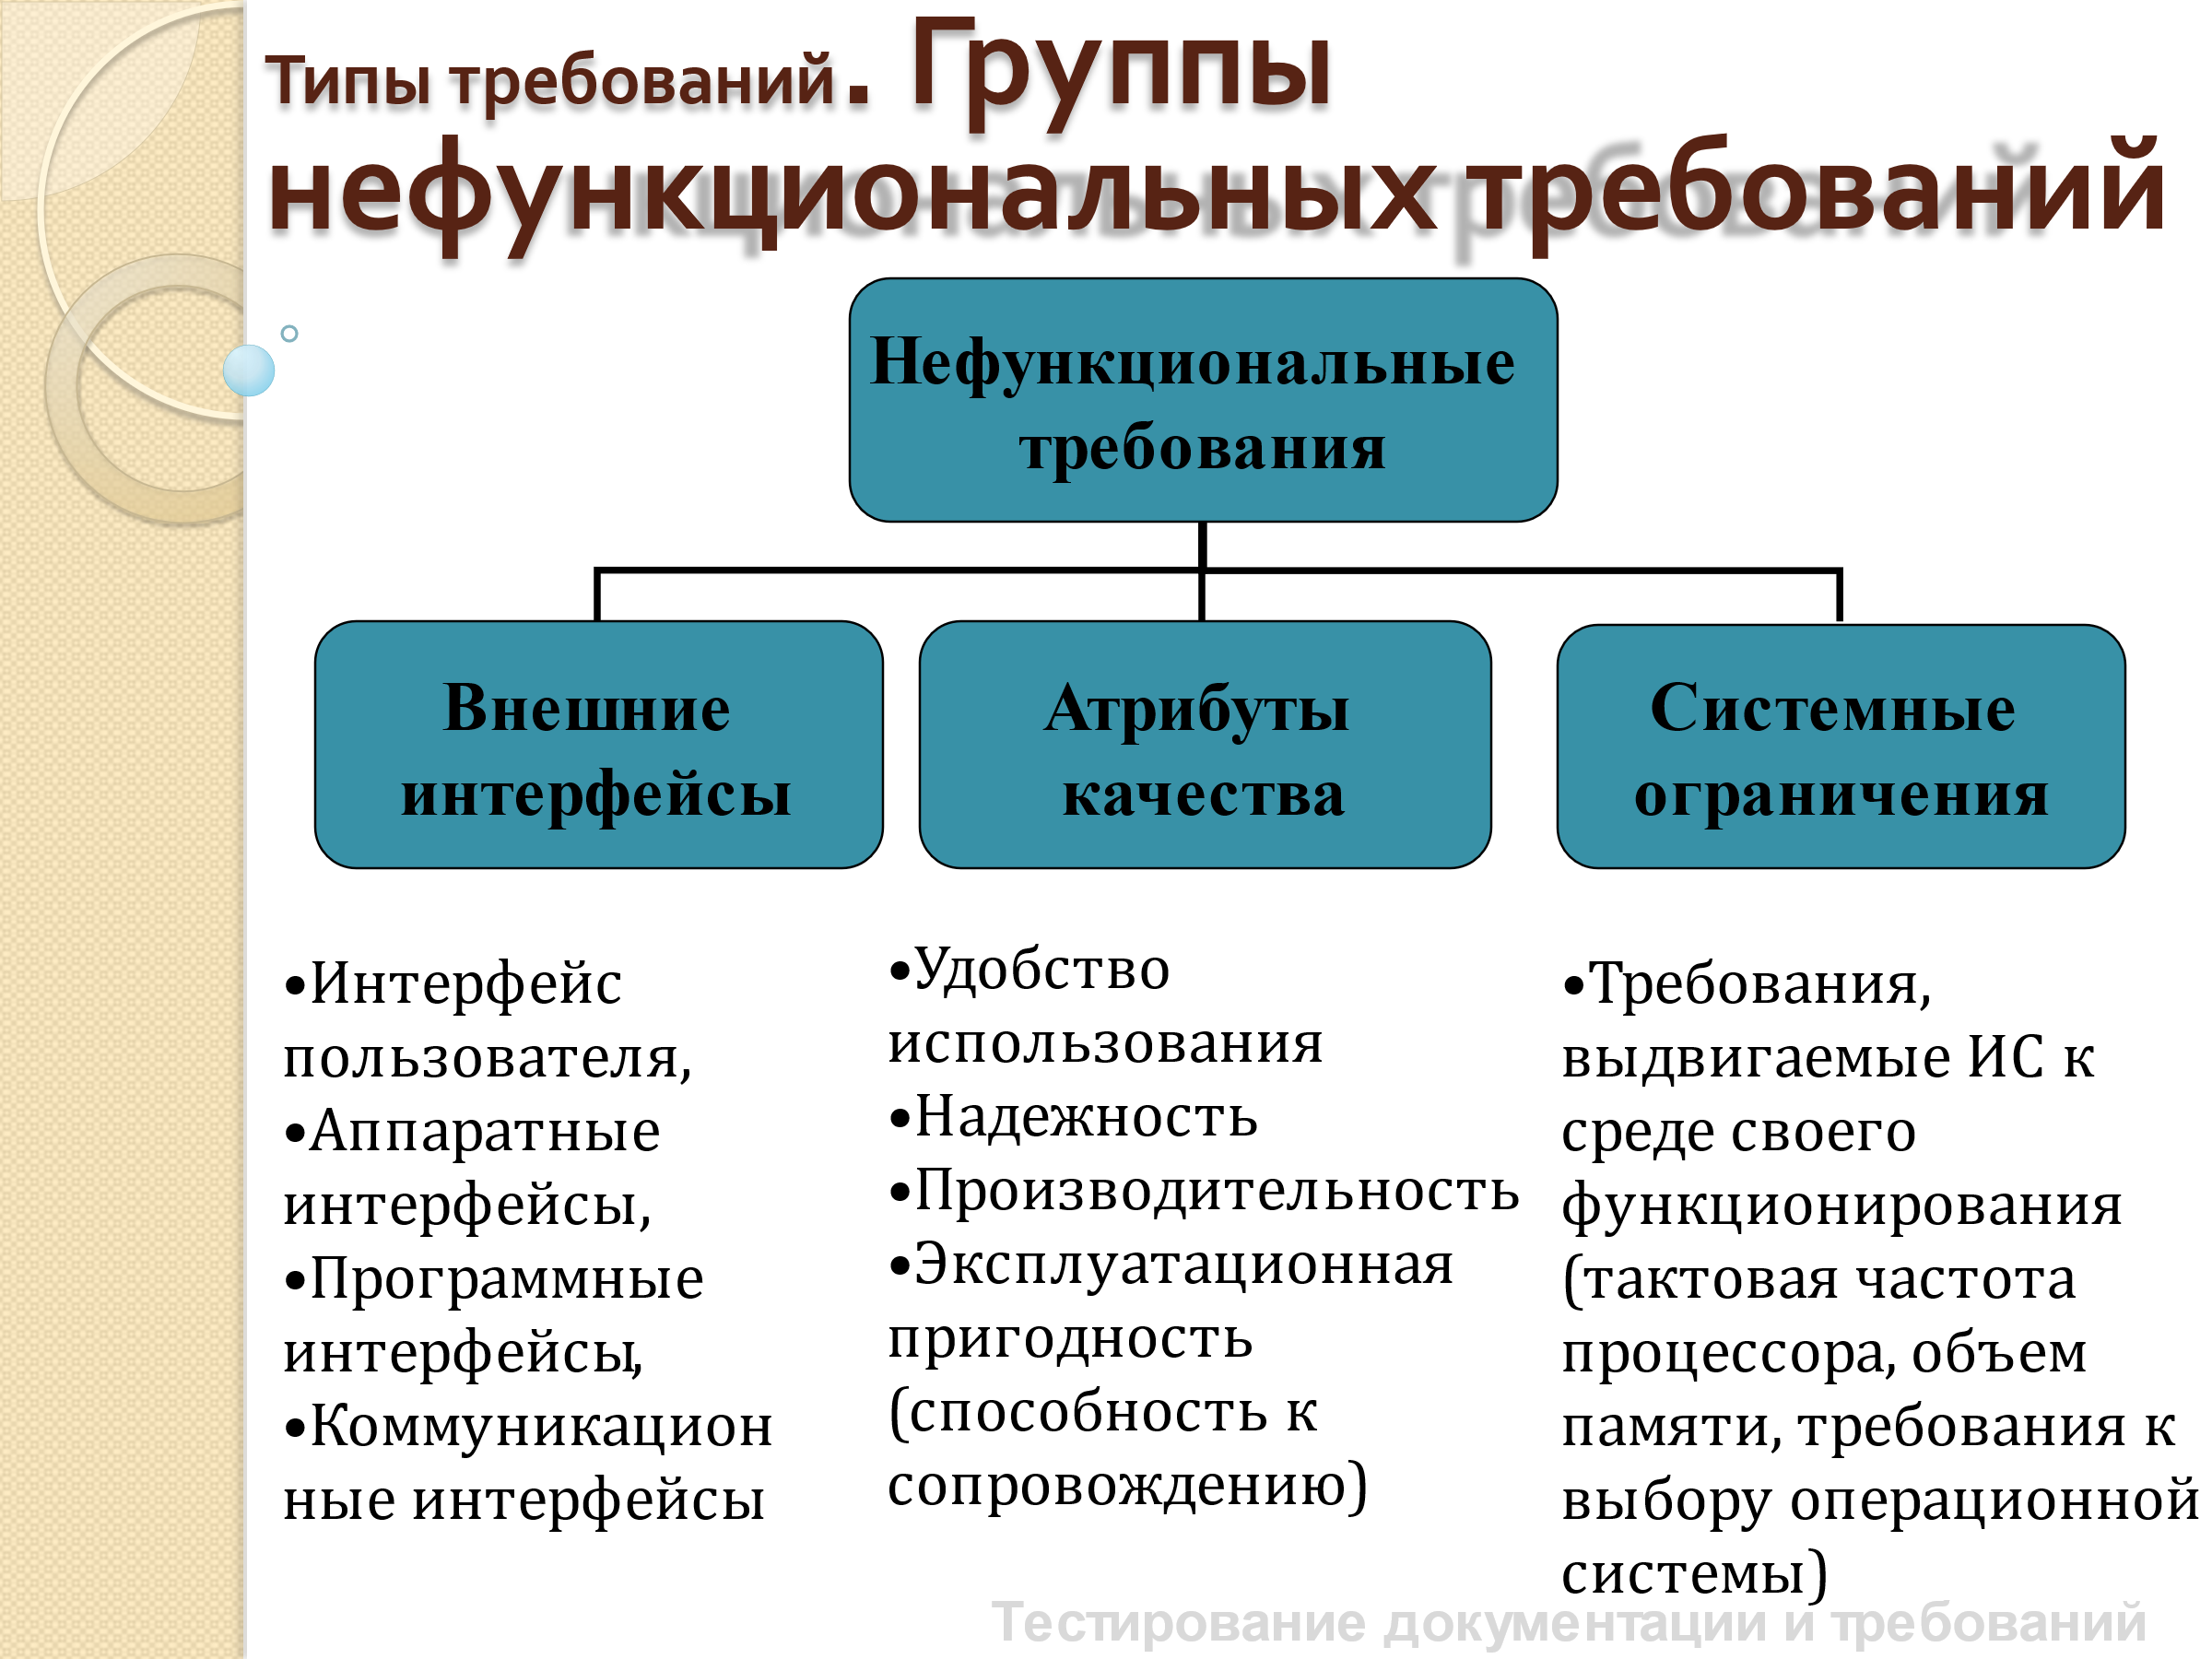 Типы требований. Группы
нефункциональных требований
Нефункциональные
требования
Внешние
интерфейсы
Атрибуты
качества
Системные
ограничения
•Интерфейс
пользователя,
•Аппаратные
интерфейсы,
•Программные
интерфейсы,
•Коммуникацион
ные интерфейсы
•Удобство
использования
•Надежность
•Производительность
•Эксплуатационная
пригодность
(способность к
сопровождению)
•Требования,
выдвигаемые ИС к
среде своего
функционирования
(тактовая частота
процессора, объем
памяти, требования к
выбору операционной
системы)
Тестирование документации и требований